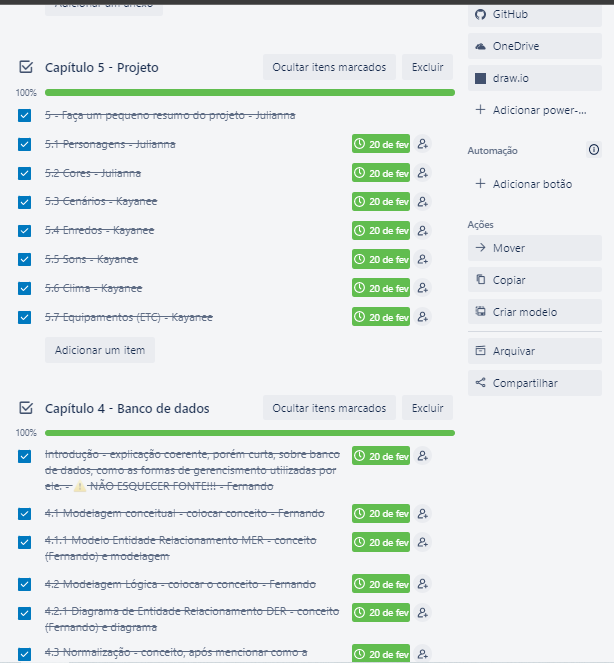 Adicionar um anexo
GitHub
OneDrive
draw.io
Adicionar power-...
Automação
Adicionar botão
Ações
Mover
Copiar
Criar modelo
Arquivar
Compartilhar
Capítulo 5 - Projeto
Ocultar itens marcados
Excluir
100%
5 - Faça um pequeno resumo do projeto - Julianna
5.1 Personagens - Julianna
20 de fev
5.2 Cores - Julianna
20 de fev
5.3 Cenários - Kayanee
20 de fev
5.4 Enredos - Kayanee
20 de fev
5.5 Sons - Kayanee
20 de fev
5.6 Clima - Kayanee
20 de fev
5.7 Equipamentos (ETC) - Kayanee
20 de fev
Adicionar um item
Capítulo 4 - Banco de dados
Ocultar itens marcados
Excluir
100%
Introdução - explicação coerente, porém curta, sobre banco
20 de fev
de dados, como as formas de gerencismento utilizadas por
ele. - ⚠ NÃO ESQUECER FONTE!!! - Fernando
4.1 Modelagem conceitual - colocar conceito - Fernando
20 de fev
4.1.1 Modelo Entidade Relacionamento MER - conceito
20 de fev
(Fernando) e modelagem
4.2 Modelagem Lógica - colocar o conceito - Fernando
20 de fev
4.2.1 Diagrama de Entidade Relacionamento DER - conceito
20 de fev
(Fernando) e diagrama
4.3 Normalização - conceito, após mencionar como a
20 de fev